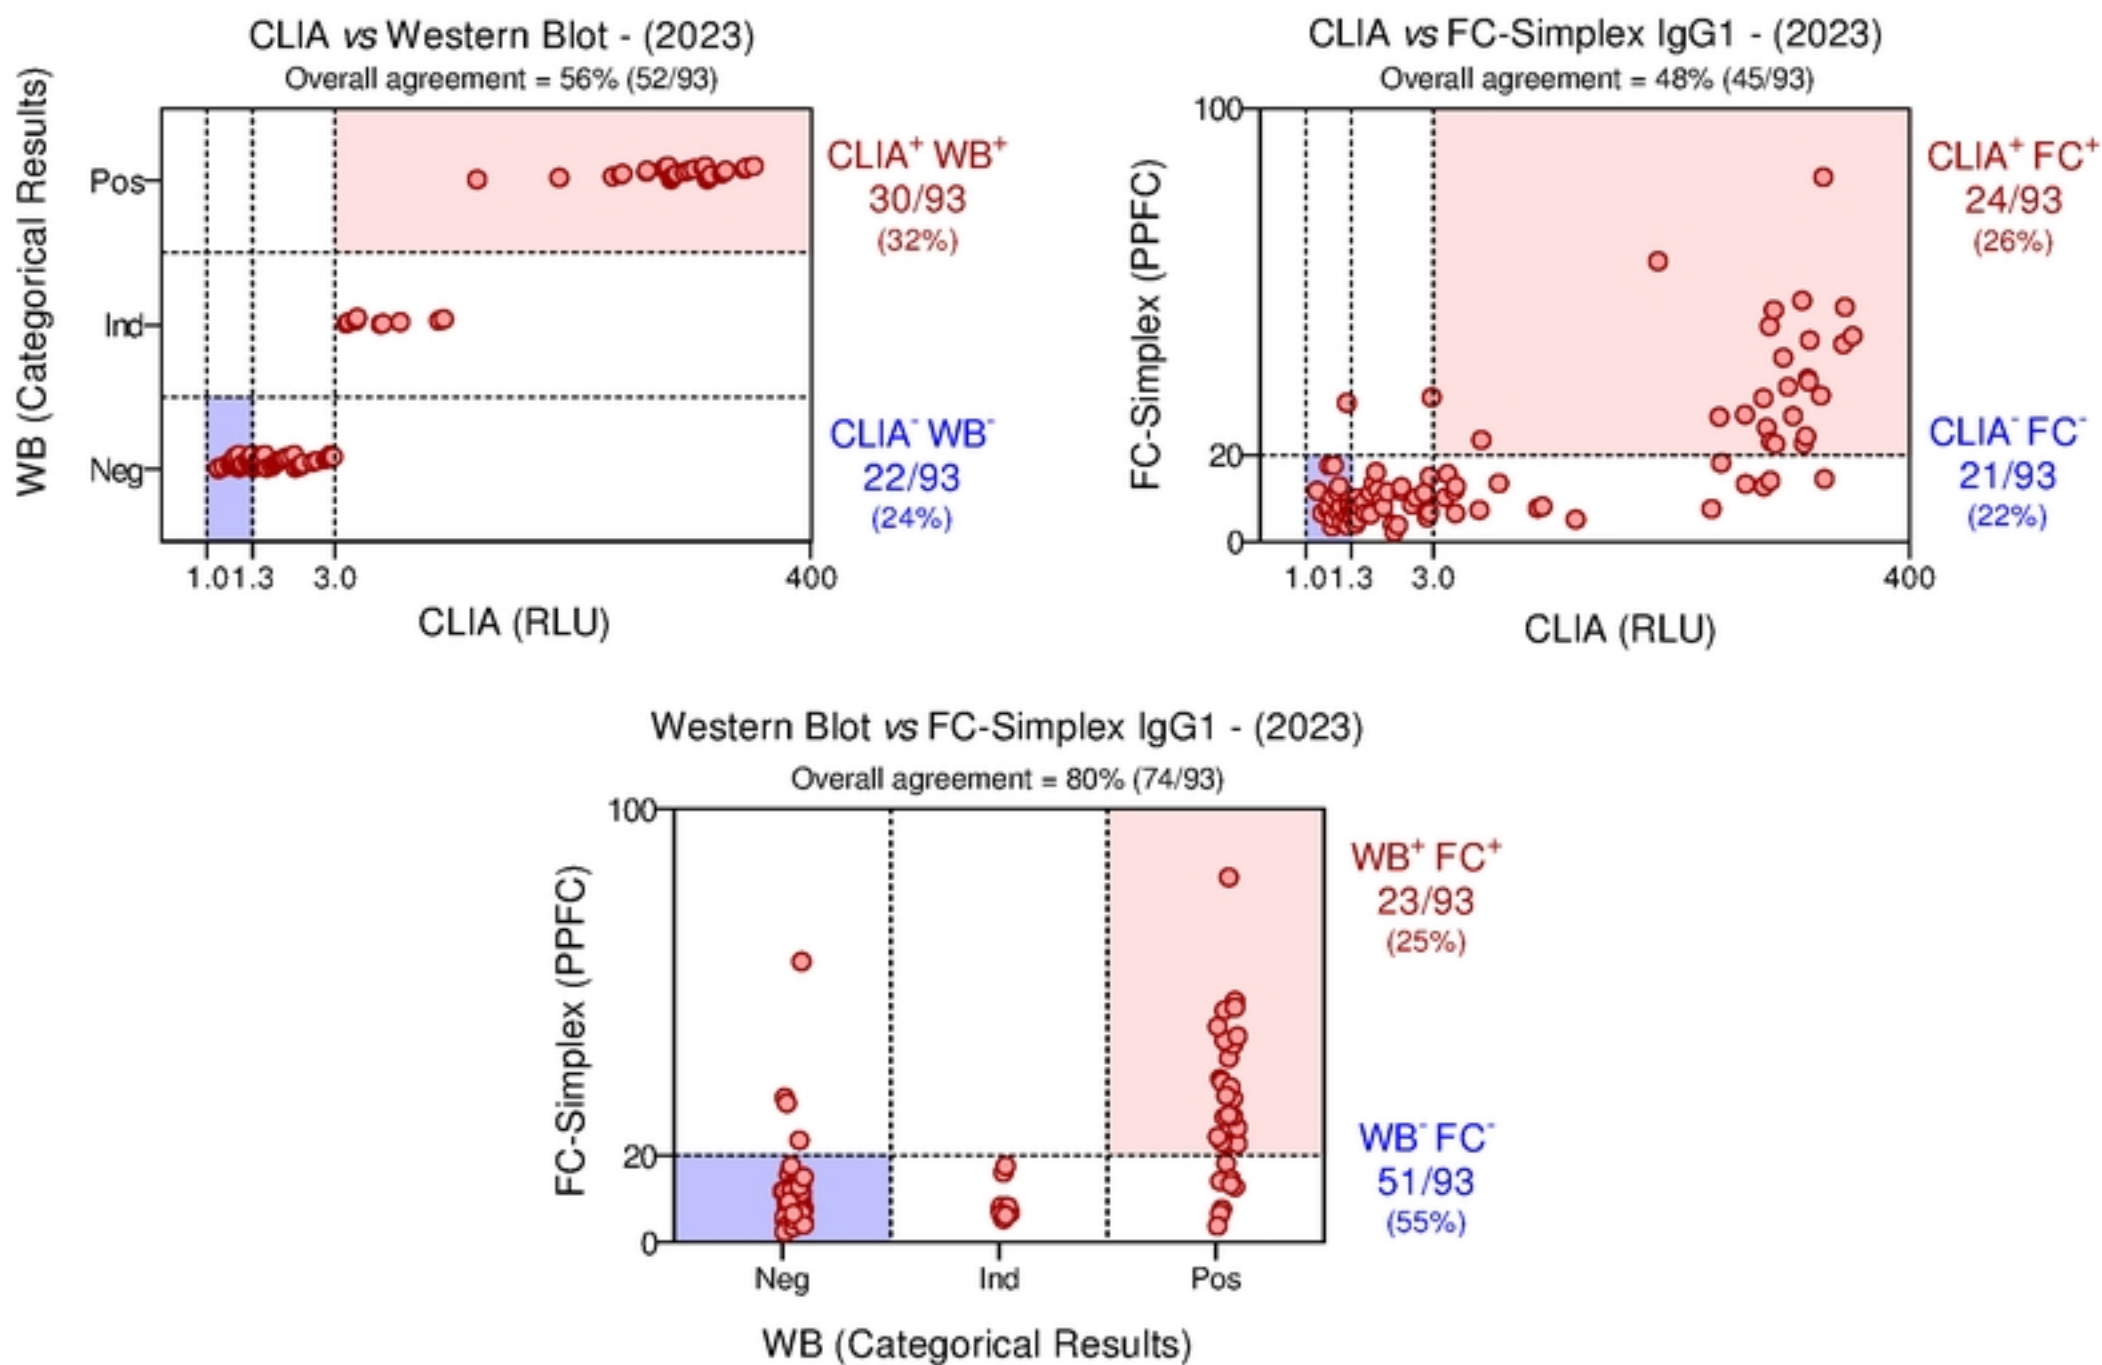 CLIA vs Western Blot - (2023)
Overall agreement = 56% (52/93)
WB (Categorical Results)
Pos
Ind
Neg
1.0 1.3 3.0 400
CLIA (RLU)
CLIA⁺ WB⁺
30/93
(32%)
CLIA⁻ WB⁻
22/93
(24%)
CLIA vs FC-Simplex IgG1 - (2023)
Overall agreement = 48% (45/93)
FC-Simplex (PPFC)
100
20
0
1.0 1.3 3.0 400
CLIA (RLU)
CLIA⁺ FC⁺
24/93
(26%)
CLIA⁻ FC⁻
21/93
(22%)
Western Blot vs FC-Simplex IgG1 - (2023)
Overall agreement = 80% (74/93)
FC-Simplex (PPFC)
100
20
0
Neg Ind Pos
WB (Categorical Results)
WB⁺ FC⁺
23/93
(25%)
WB⁻ FC⁻
51/93
(55%)